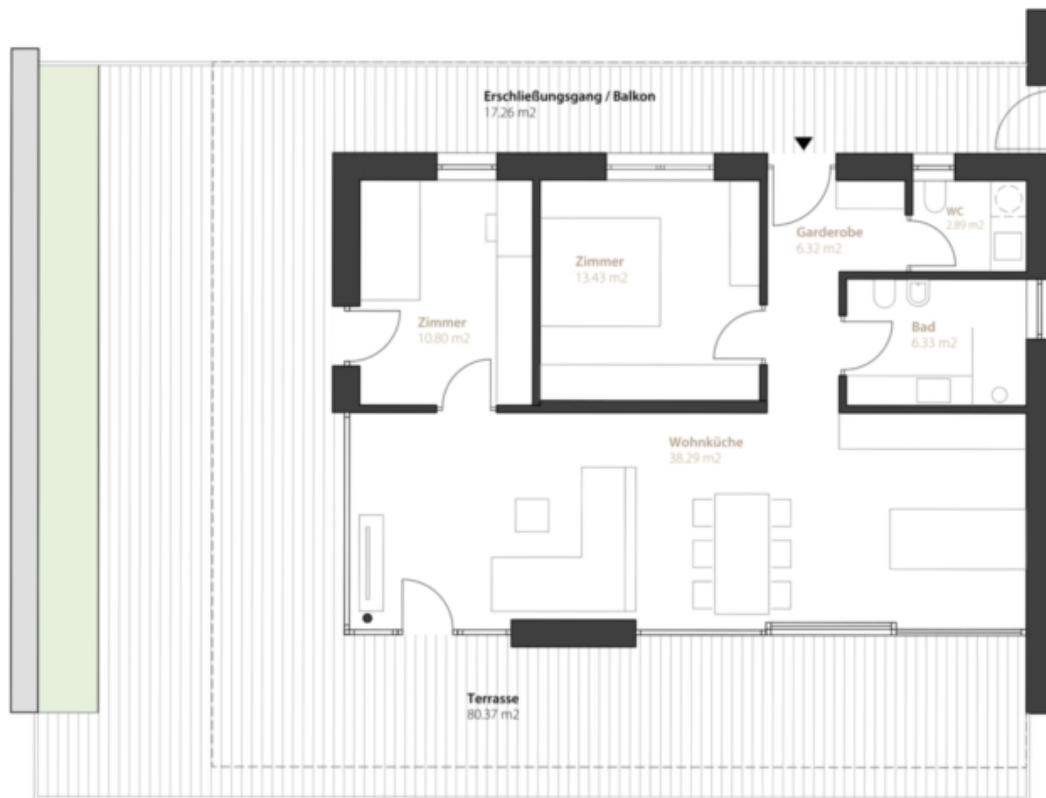 Erschließungsgang / Balkon
17.26 m2
WC
2.89 m2
Garderobe
6.32 m2
Zimmer
13.43 m2
Zimmer
10.80 m2
Bad
6.33 m2
Wohnküche
38.29 m2
Terrasse
80.37 m2